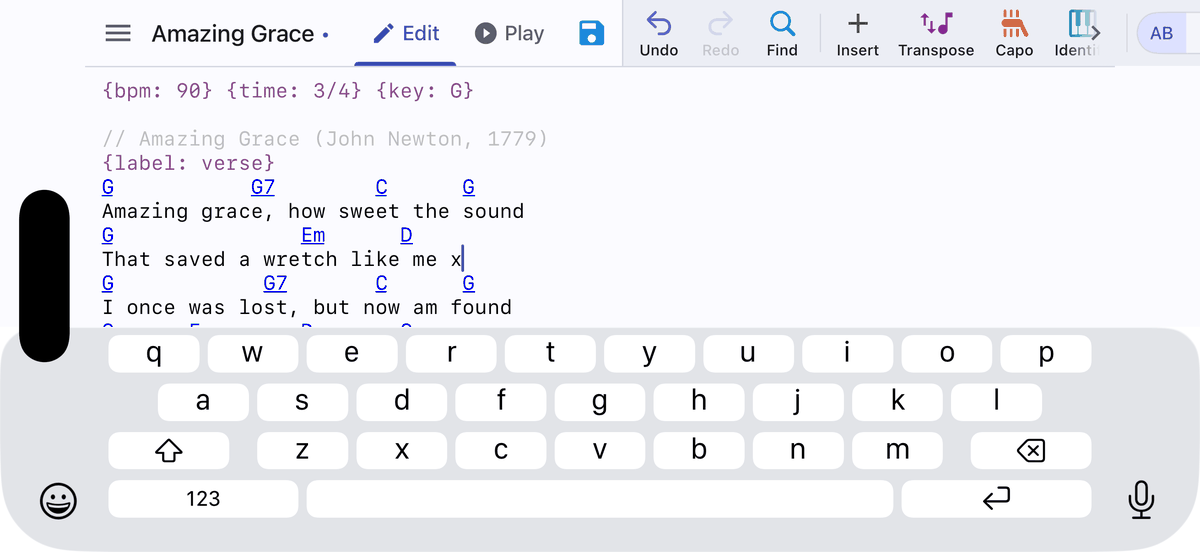 Amazing Grace • Edit Play Undo Redo Find Insert Transpose Capo Identi AB
{bpm: 90} {time: 3/4} {key: G}
// Amazing Grace (John Newton, 1779)
{label: verse}
G G7 C G
Amazing grace, how sweet the sound
G Em D
That saved a wretch like me x
G G7 C G
I once was lost, but now am found
q w e r t y u i o p
a s d f g h j k l
z x c v b n m
123